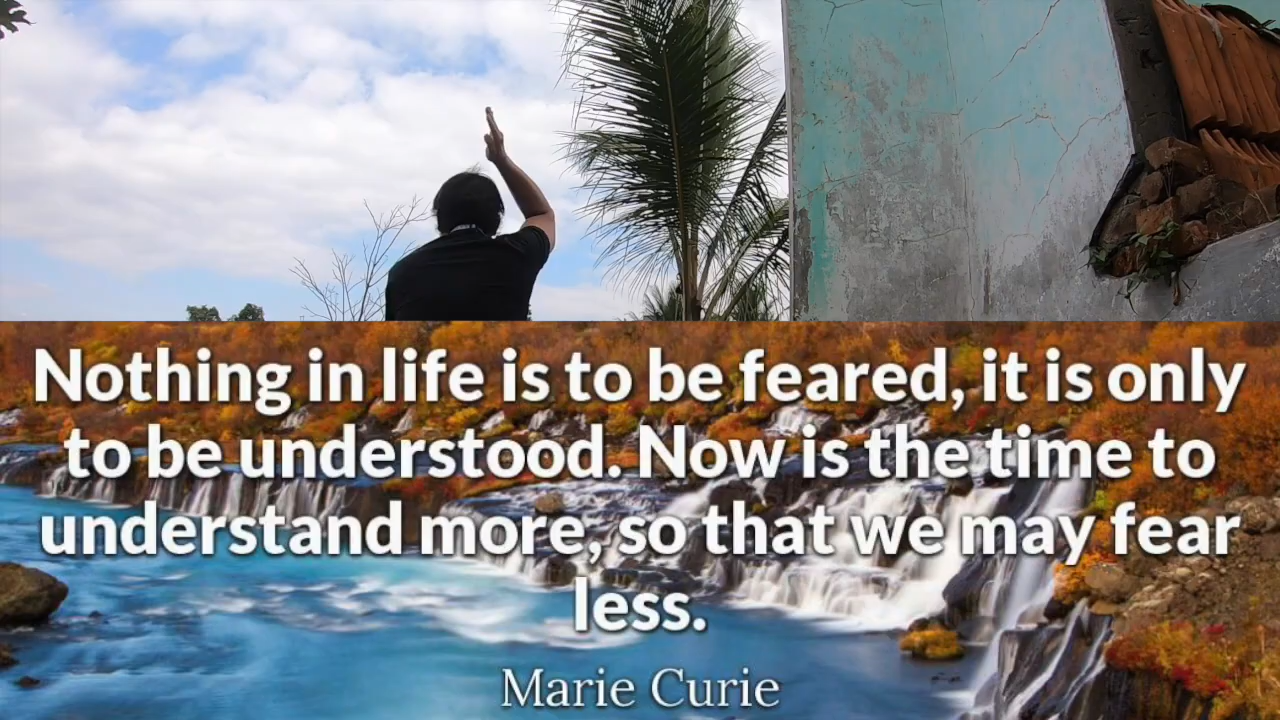 Nothing in life is to be feared, it is only
to be understood. Now is the time to
understand more, so that we may fear
less.
Marie Curie